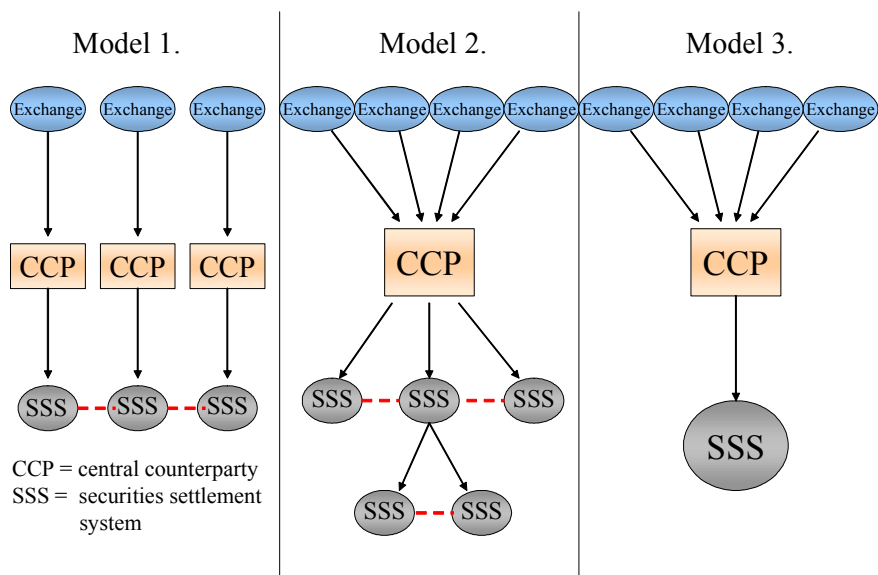 Model 1.
Exchange Exchange Exchange
CCP CCP CCP
SSS SSS SSS
CCP = central counterparty
SSS = securities settlement
system
Model 2.
Exchange Exchange Exchange Exchange
CCP
SSS SSS SSS
SSS SSS
Model 3.
Exchange Exchange Exchange Exchange
CCP
SSS